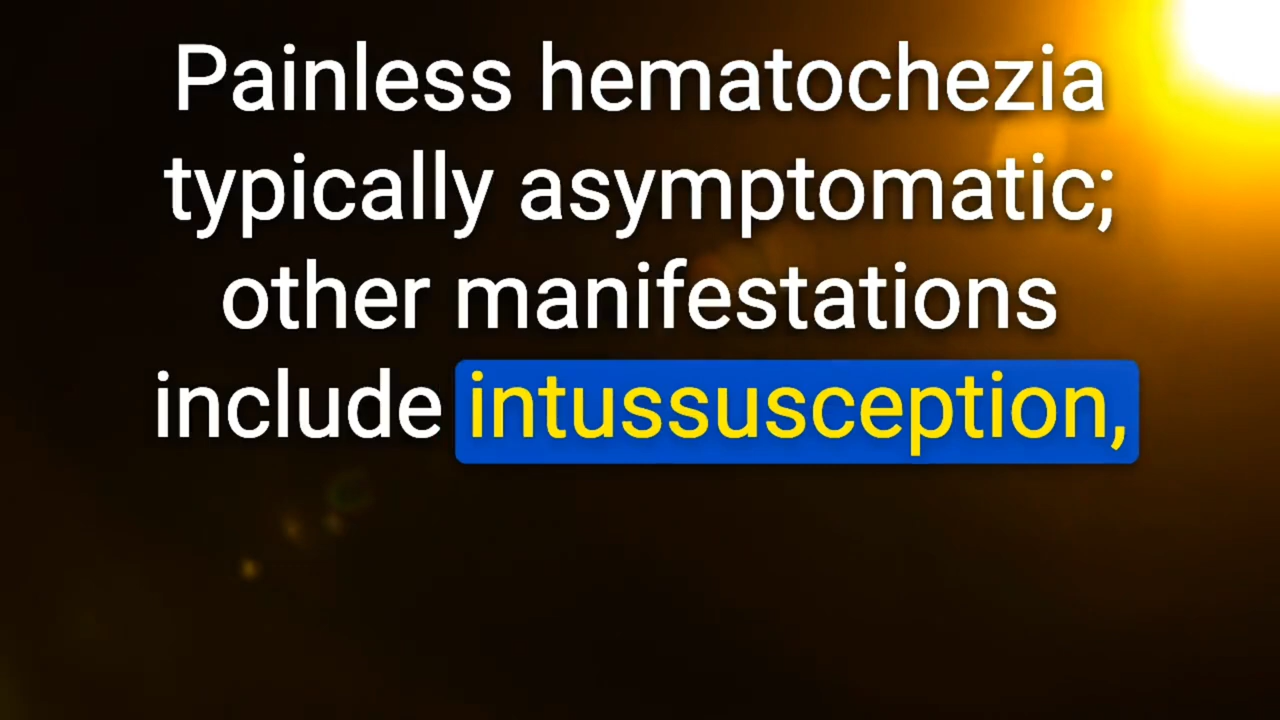 Painless hematochezia
typically asymptomatic;
other manifestations
include intussusception,